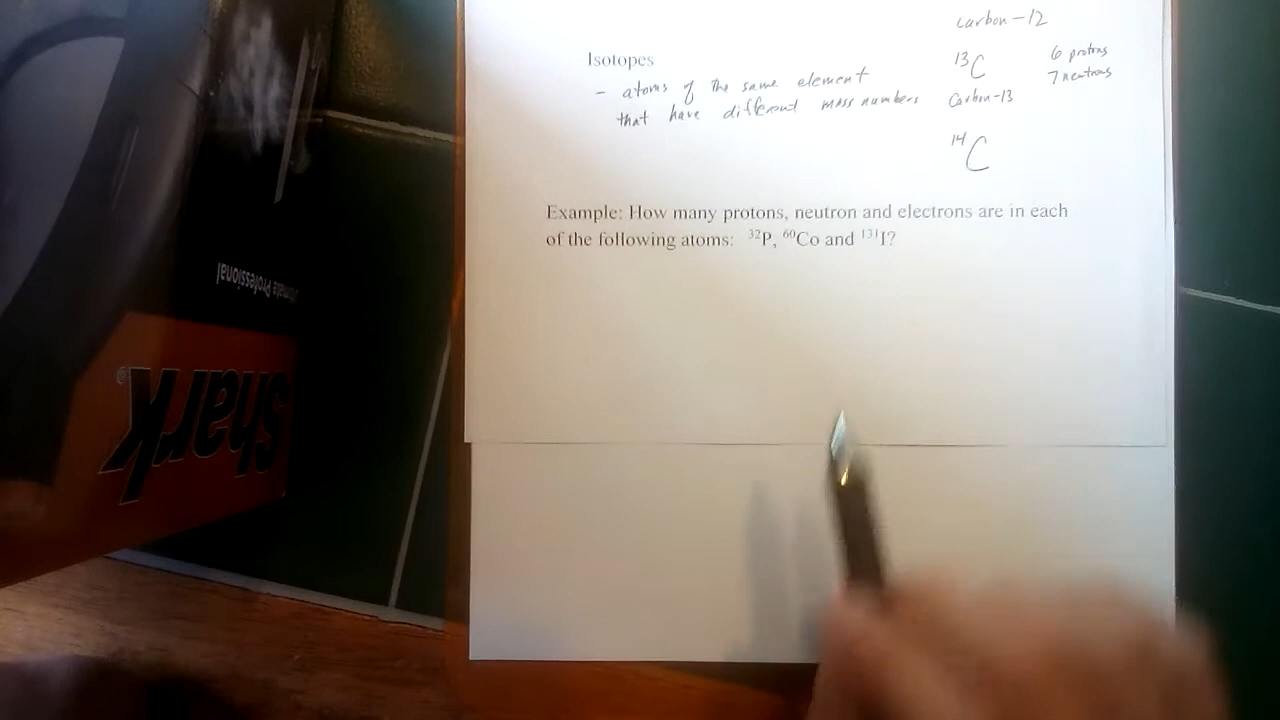 carbon-12
Isotopes
- atoms of the same element
that have different mass numbers
¹³C
6 protons
7 neutrons
Carbon-13
¹⁴C
Example: How many protons, neutron and electrons are in each
of the following atoms: ³²P, ⁶⁰Co and ¹³¹I?
Professional
Shark